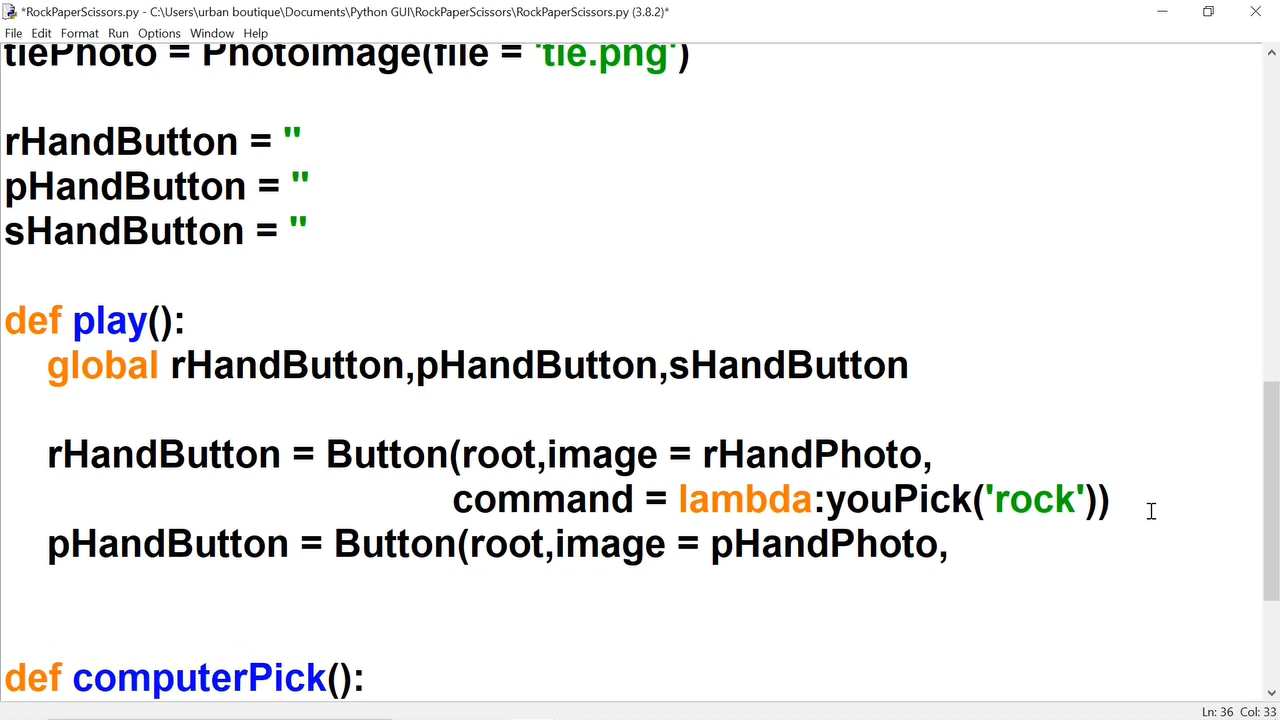 *RockPaperScissors.py - C:\Users\urban boutique\Documents\Python GUI\RockPaperScissors\RockPaperScissors.py (3.8.2)*
File Edit Format Run Options Window Help
tiePhoto = PhotoImage(file = 'tie.png')
rHandButton = ''
pHandButton = ''
sHandButton = ''
def play():
global rHandButton,pHandButton,sHandButton
rHandButton = Button(root,image = rHandPhoto,
command = lambda:youPick('rock'))
pHandButton = Button(root,image = pHandPhoto,
def computerPick():
Ln: 36 Col: 33